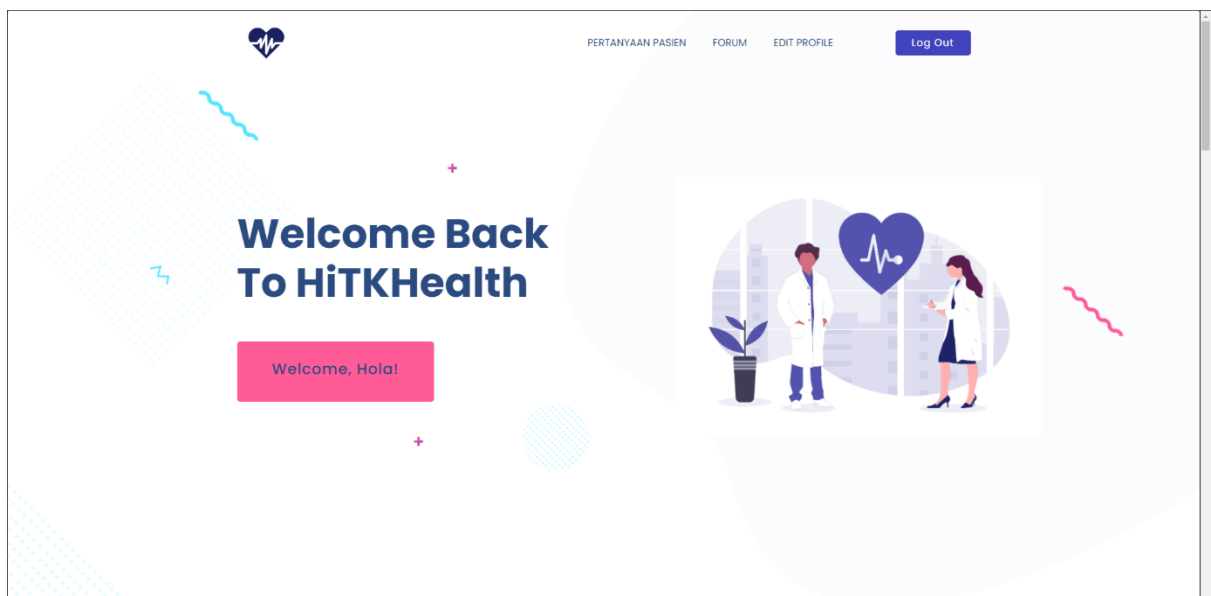 PERTANYAAN PASIEN FORUM EDIT PROFILE Log Out
Welcome Back
To HiTKHealth
Welcome, Hola!